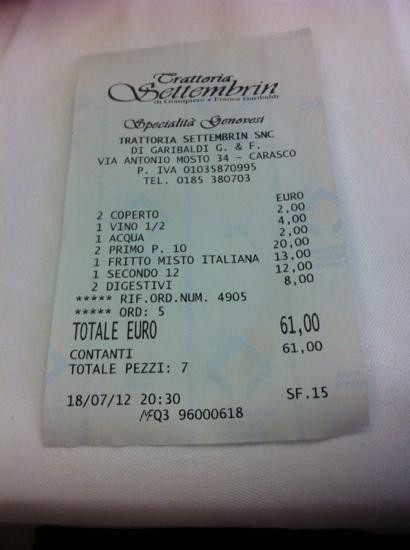 Trattoria
Settembrin
di Giampiero e Franca Garibaldi
Specialità Genovesi
TRATTORIA SETTEMBRIN SNC
DI GARIBALDI G. & F.
VIA ANTONIO MOSTO 34 - CARASCO
P. IVA 01035870995
TEL. 0185 380703
EURO
2 COPERTO 2,00
1 VINO 1/2 4,00
1 ACQUA 2,00
2 PRIMO P. 10 20,00
1 FRITTO MISTO ITALIANA 13,00
1 SECONDO 12 12,00
2 DIGESTIVI 8,00
***** RIF.ORD.NUM. 4905
***** ORD: 5
TOTALE EURO 61,00
CONTANTI 61,00
TOTALE PEZZI: 7
18/07/12 20:30 SF.15
MFQ3 96000618